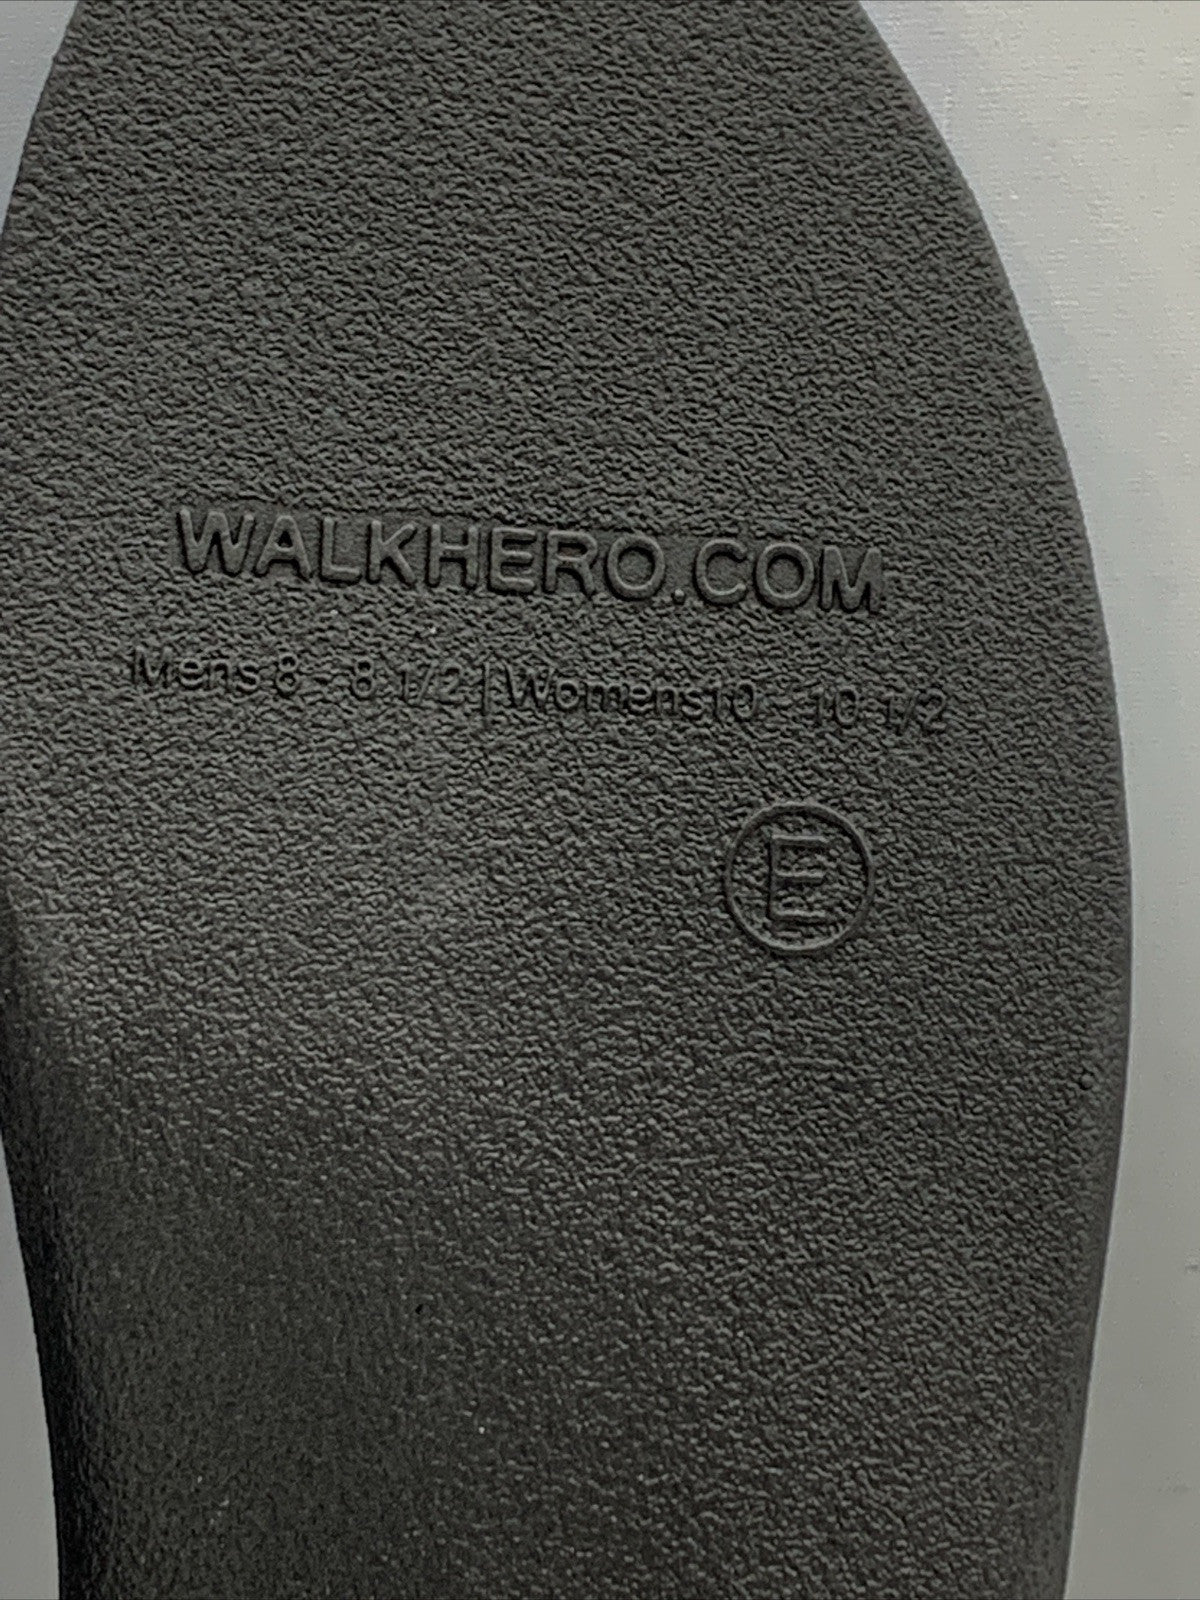 WALKHERO.COM
Mens 8 - 8 1/2 | Womens10 - 10 1/2
E